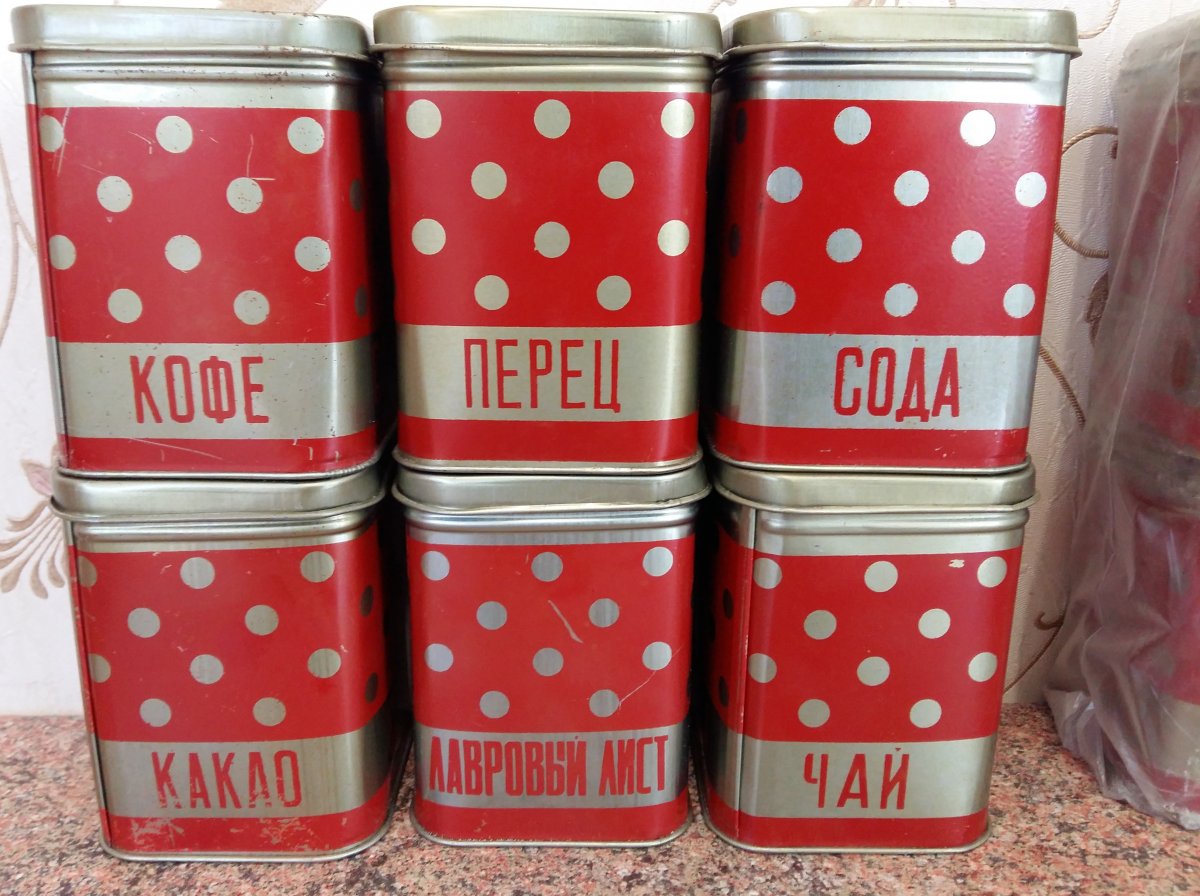 КОФЕ
ПЕРЕЦ
СОДА
КАКАО
ЛАВРОВЫЙ ЛИСТ
ЧАЙ